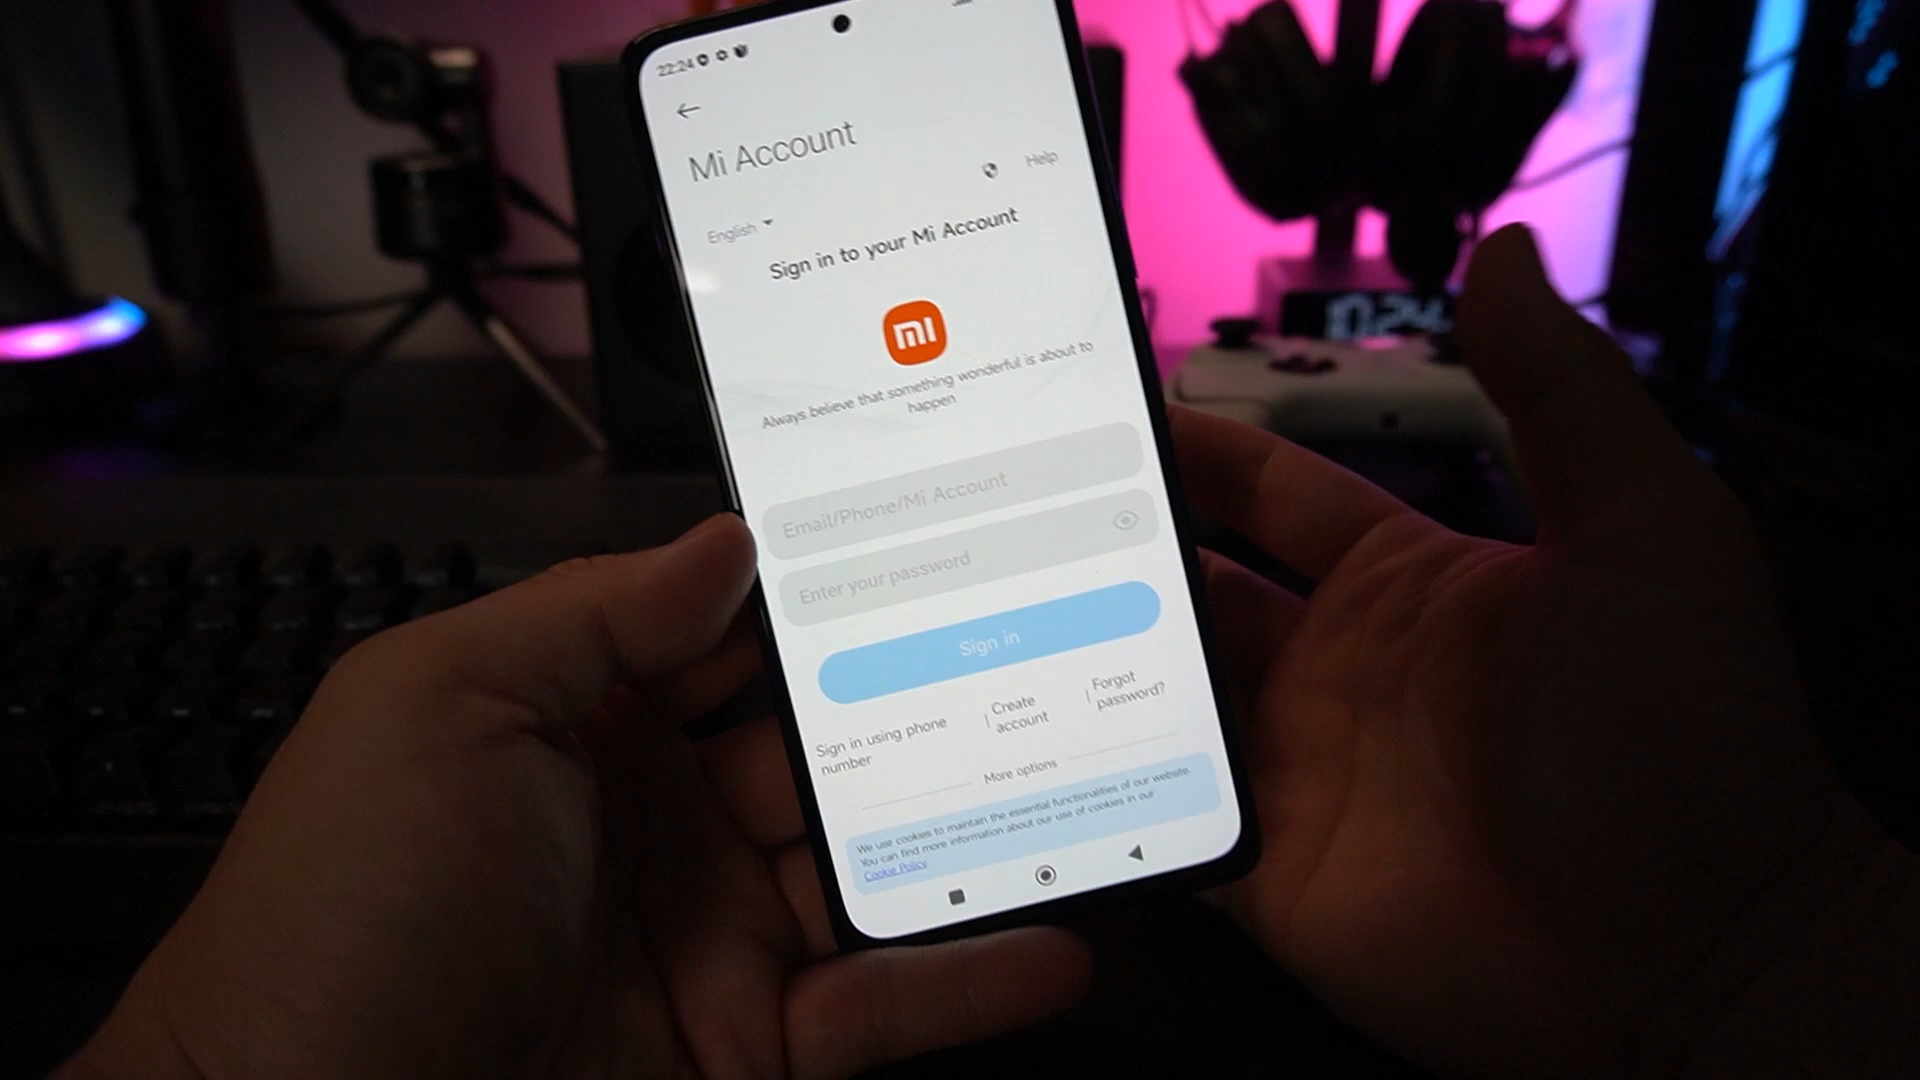 22:24
Mi Account
Help
English
Sign in to your Mi Account
mi
Always believe that something wonderful is about to
happen
Email/Phone/Mi Account
Enter your password
Sign in
Sign in using phone
number
| Create
account
| Forgot
password?
More options
We use cookies to maintain the essential functionalities of our website.
You can find more information about our use of cookies in our
Cookie Policy.
10:24